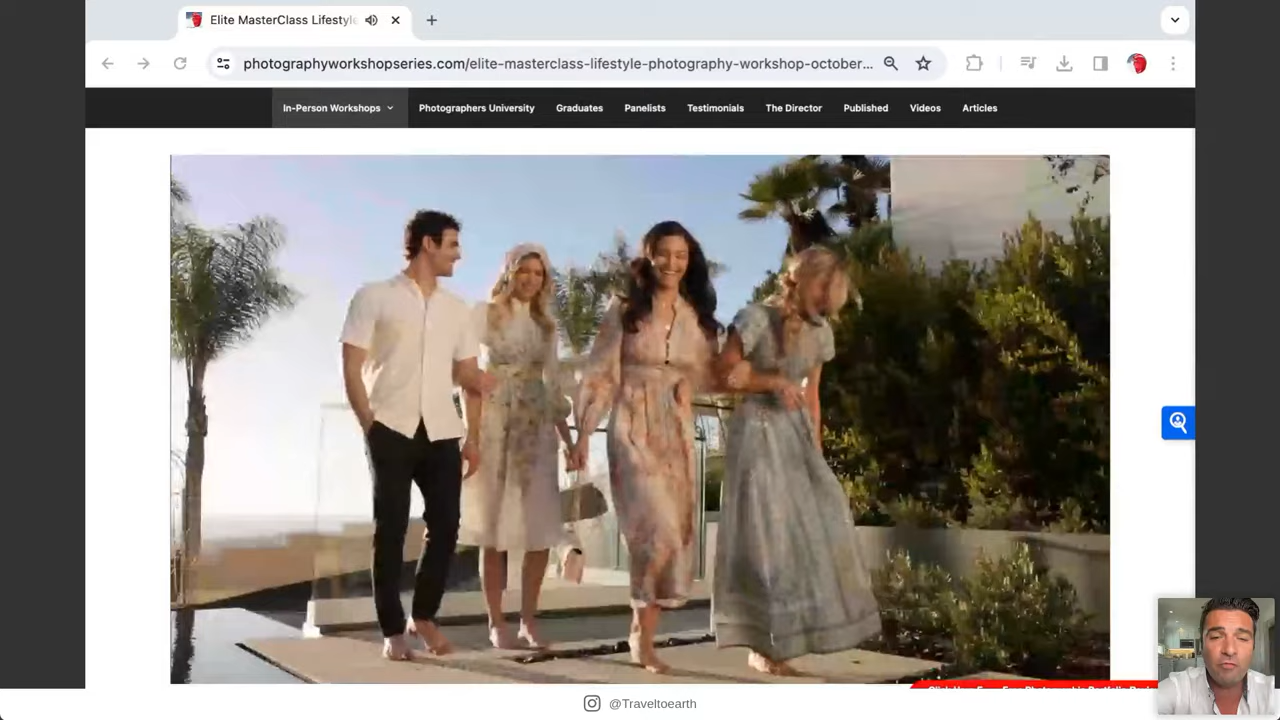 Elite MasterClass Lifestyle
photographyworkshopseries.com/elite-masterclass-lifestyle-photography-workshop-october...
In-Person Workshops
Photographers University
Graduates
Panelists
Testimonials
The Director
Published
Videos
Articles
@Traveltoearth